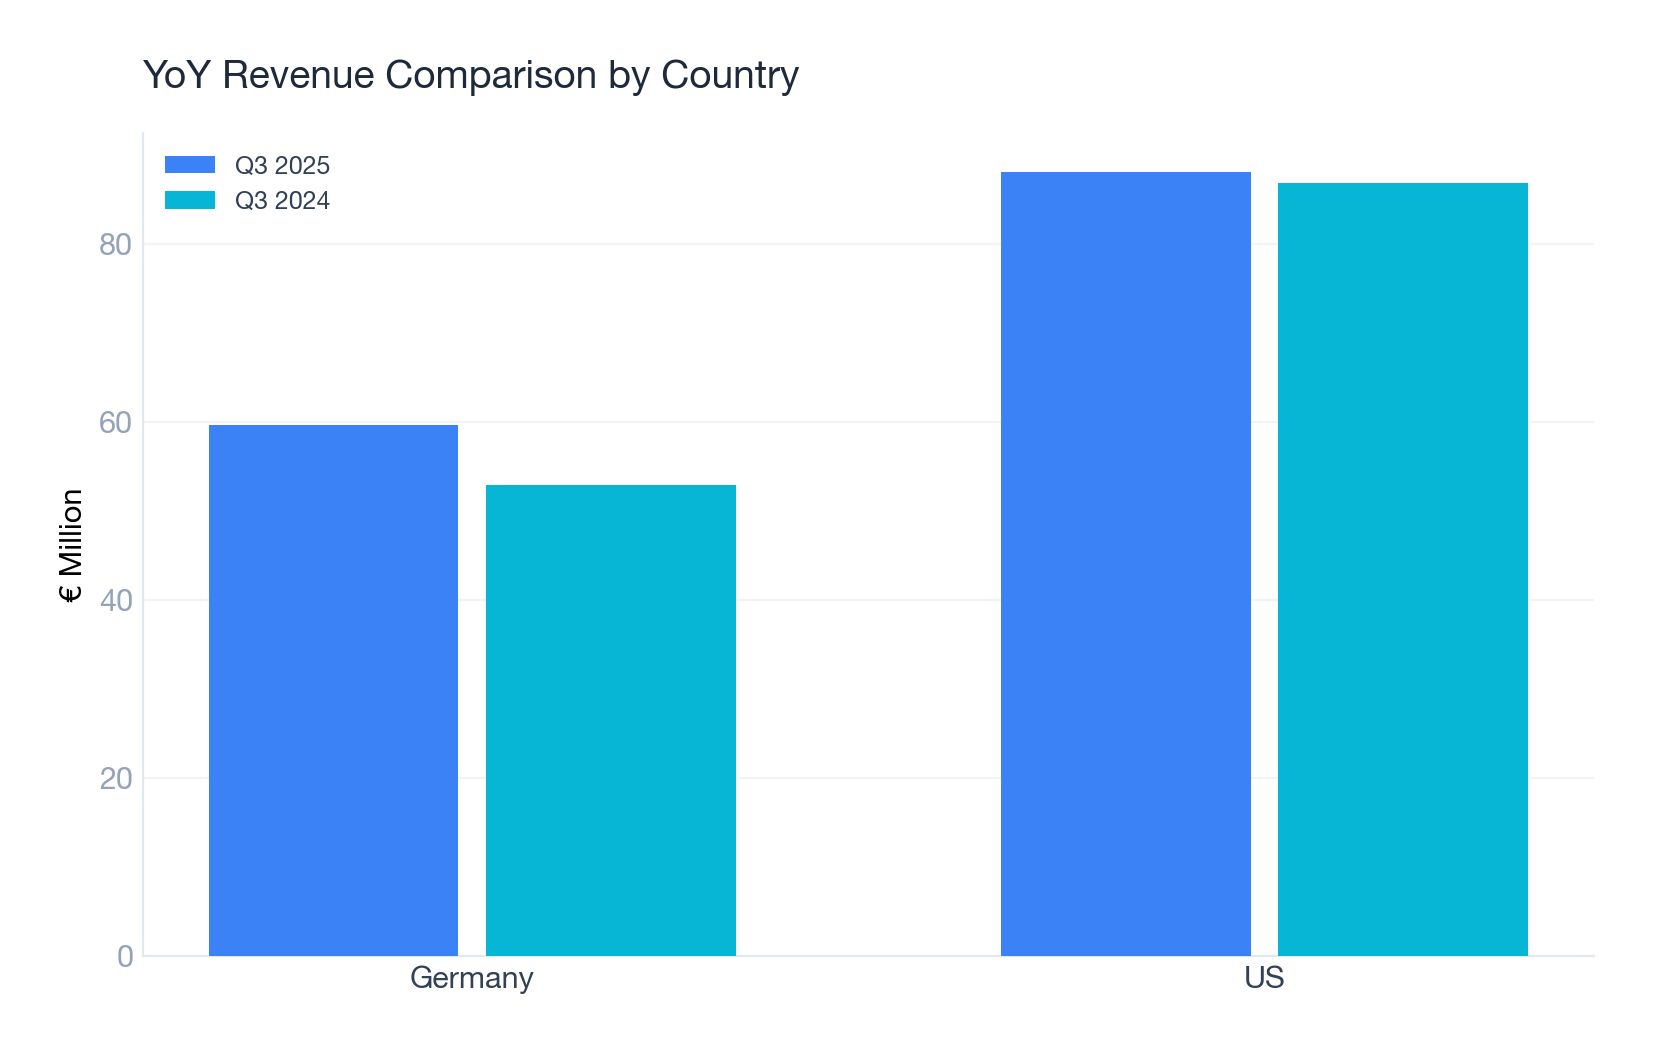 YoY Revenue Comparison by Country
Q3 2025
Q3 2024
80
60
40
20
0
€ Million
Germany
US